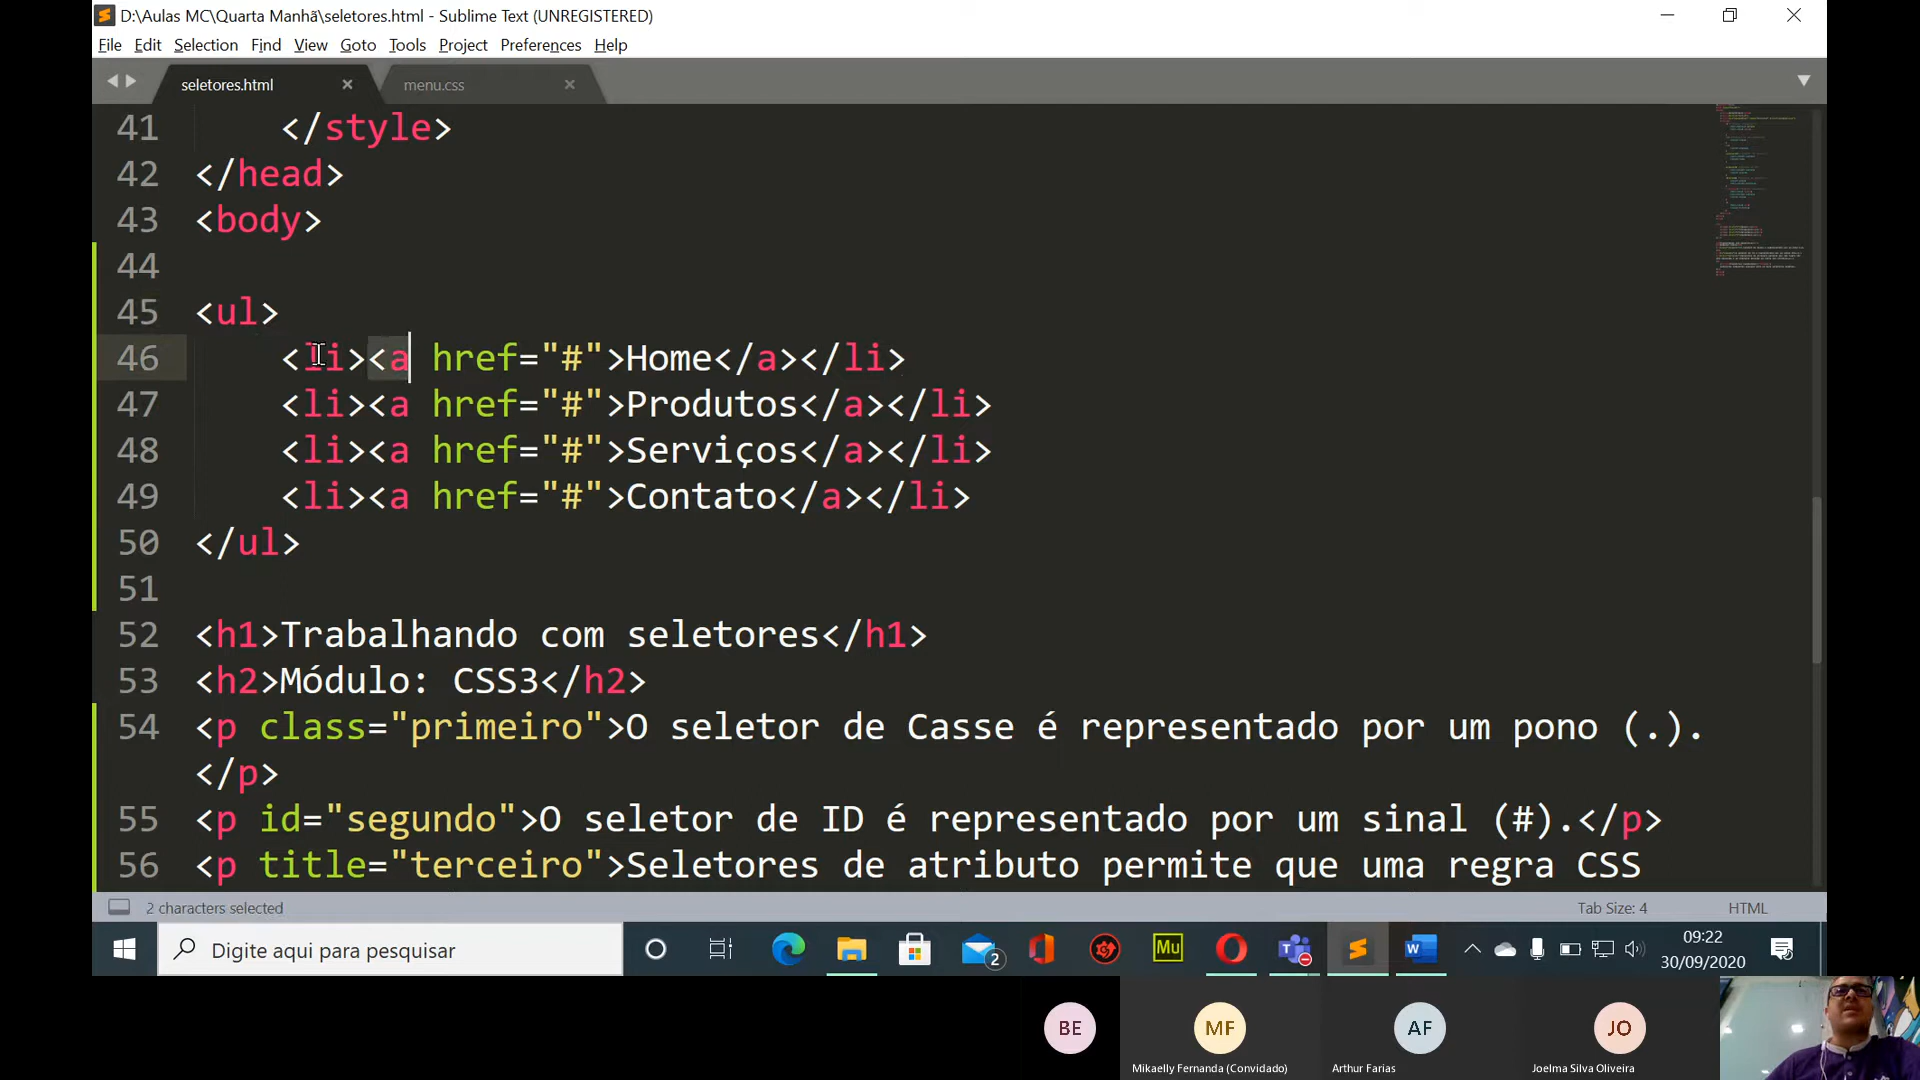 D:\Aulas MC\Quarta Manhã\seletores.html - Sublime Text (UNREGISTERED)
File Edit Selection Find View Goto Tools Project Preferences Help
seletores.html menu.css
41 </style>
42 </head>
43 <body>
44
45 <ul>
46 <li><a href="#">Home</a></li>
47 <li><a href="#">Produtos</a></li>
48 <li><a href="#">Serviços</a></li>
49 <li><a href="#">Contato</a></li>
50 </ul>
51
52 <h1>Trabalhando com seletores</h1>
53 <h2>Módulo: CSS3</h2>
54 <p class="primeiro">O seletor de Casse é representado por um pono (.).
</p>
55 <p id="segundo">O seletor de ID é representado por um sinal (#).</p>
56 <p title="terceiro">Seletores de atributo permite que uma regra CSS
2 characters selected Tab Size: 4 HTML
Digite aqui para pesquisar 2 Mu 09:22
30/09/2020
BE MF AF JO
Mikaelly Fernanda (Convidado) Arthur Farias Joelma Silva Oliveira